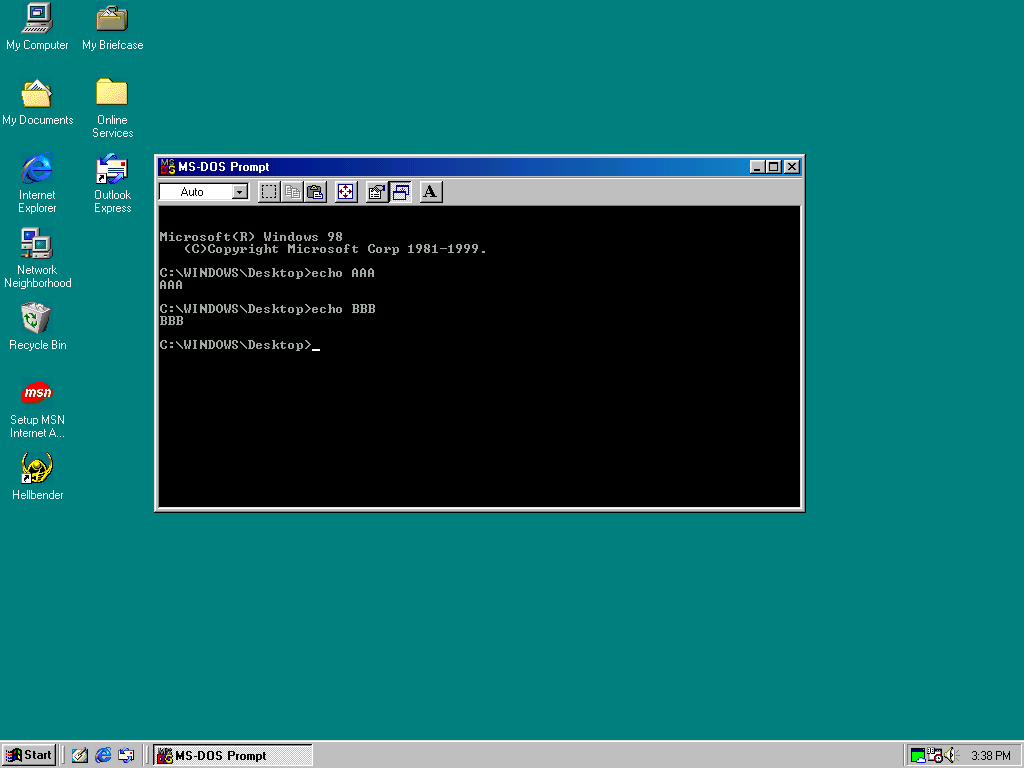 My Computer
My Briefcase
My Documents
Online
Services
Internet
Explorer
Outlook
Express
Network
Neighborhood
Recycle Bin
msn
Setup MSN
Internet A...
Hellbender
MS-DOS Prompt
Auto
A
Microsoft(R) Windows 98
(C)Copyright Microsoft Corp 1981-1999.
C:\WINDOWS\Desktop>echo AAA
AAA
C:\WINDOWS\Desktop>echo BBB
BBB
C:\WINDOWS\Desktop>_
Start
MS-DOS Prompt
3:38 PM